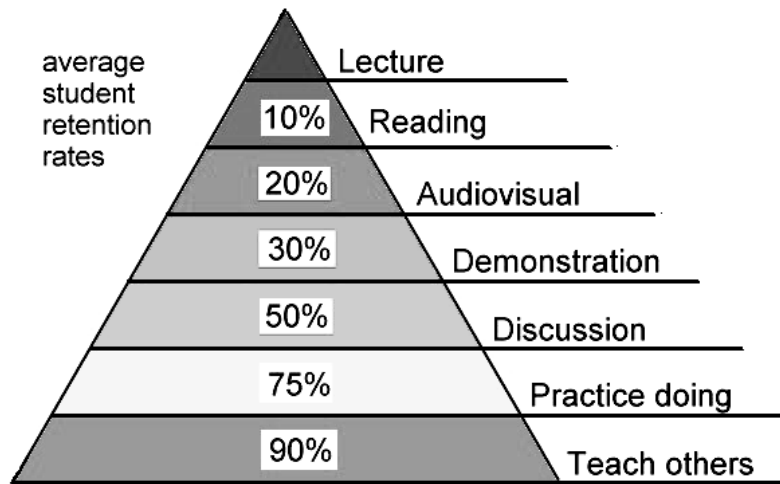 average
student
retention
rates
Lecture
10% Reading
20% Audiovisual
30% Demonstration
50% Discussion
75% Practice doing
90% Teach others